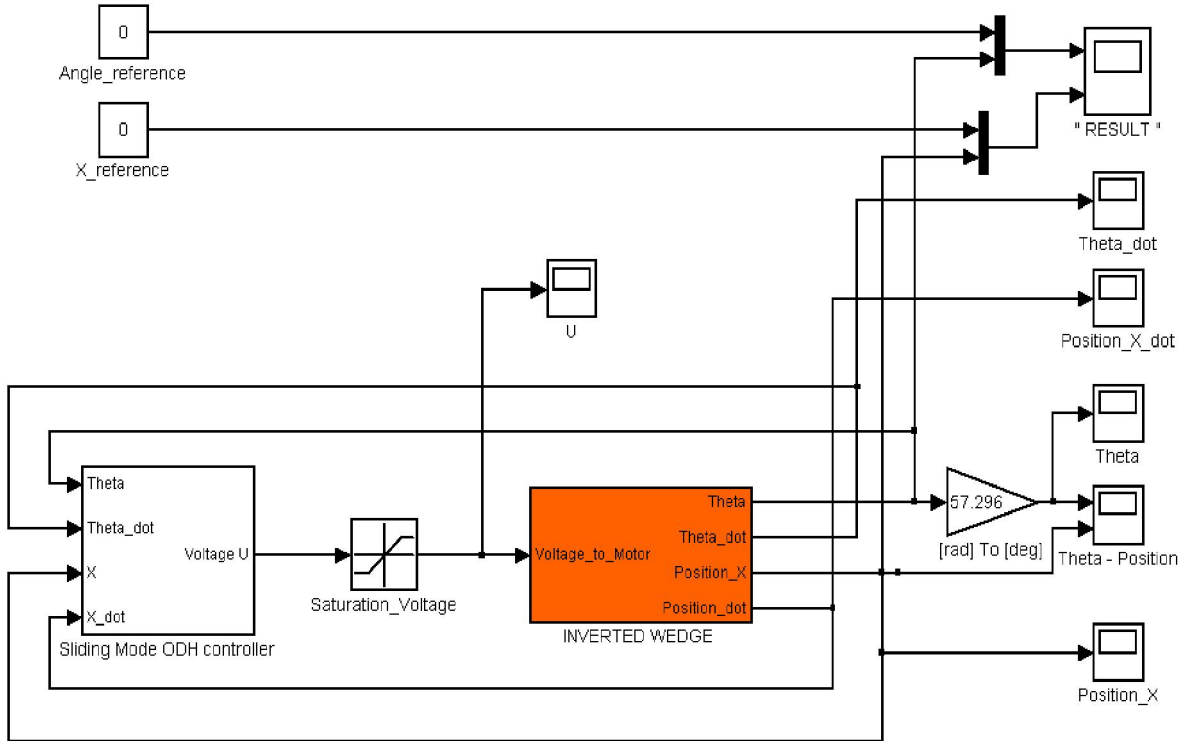 0
Angle_reference
0
X_reference
" RESULT "
Theta_dot
Position_X_dot
U
Theta
Theta_dot
X
X_dot
Voltage U
Sliding Mode ODH controller
Saturation_Voltage
Voltage_to_Motor
Theta
Theta_dot
Position_X
Position_dot
INVERTED WEDGE
57.296
[rad] To [deg]
Theta
Theta - Position
Position_X